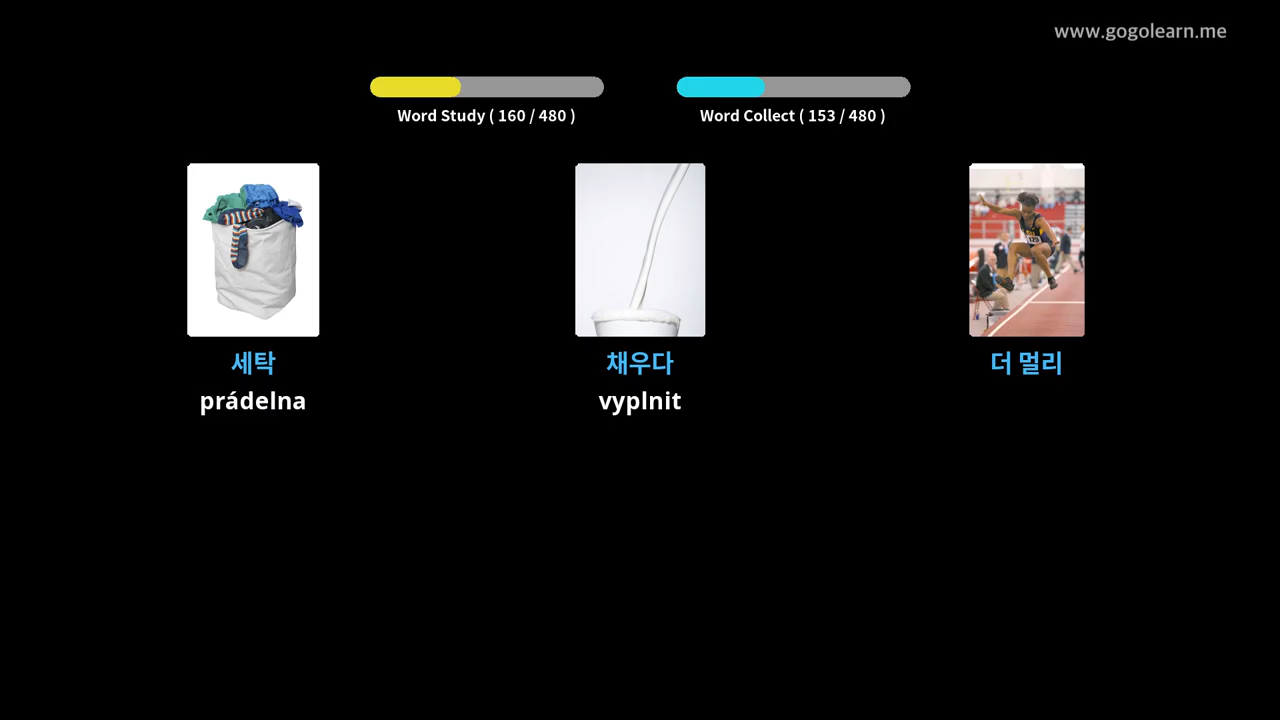 www.gogolearn.me
Word Study ( 160 / 480 )
Word Collect ( 153 / 480 )
세탁
채우다
더 멀리
prádelna
vyplnit